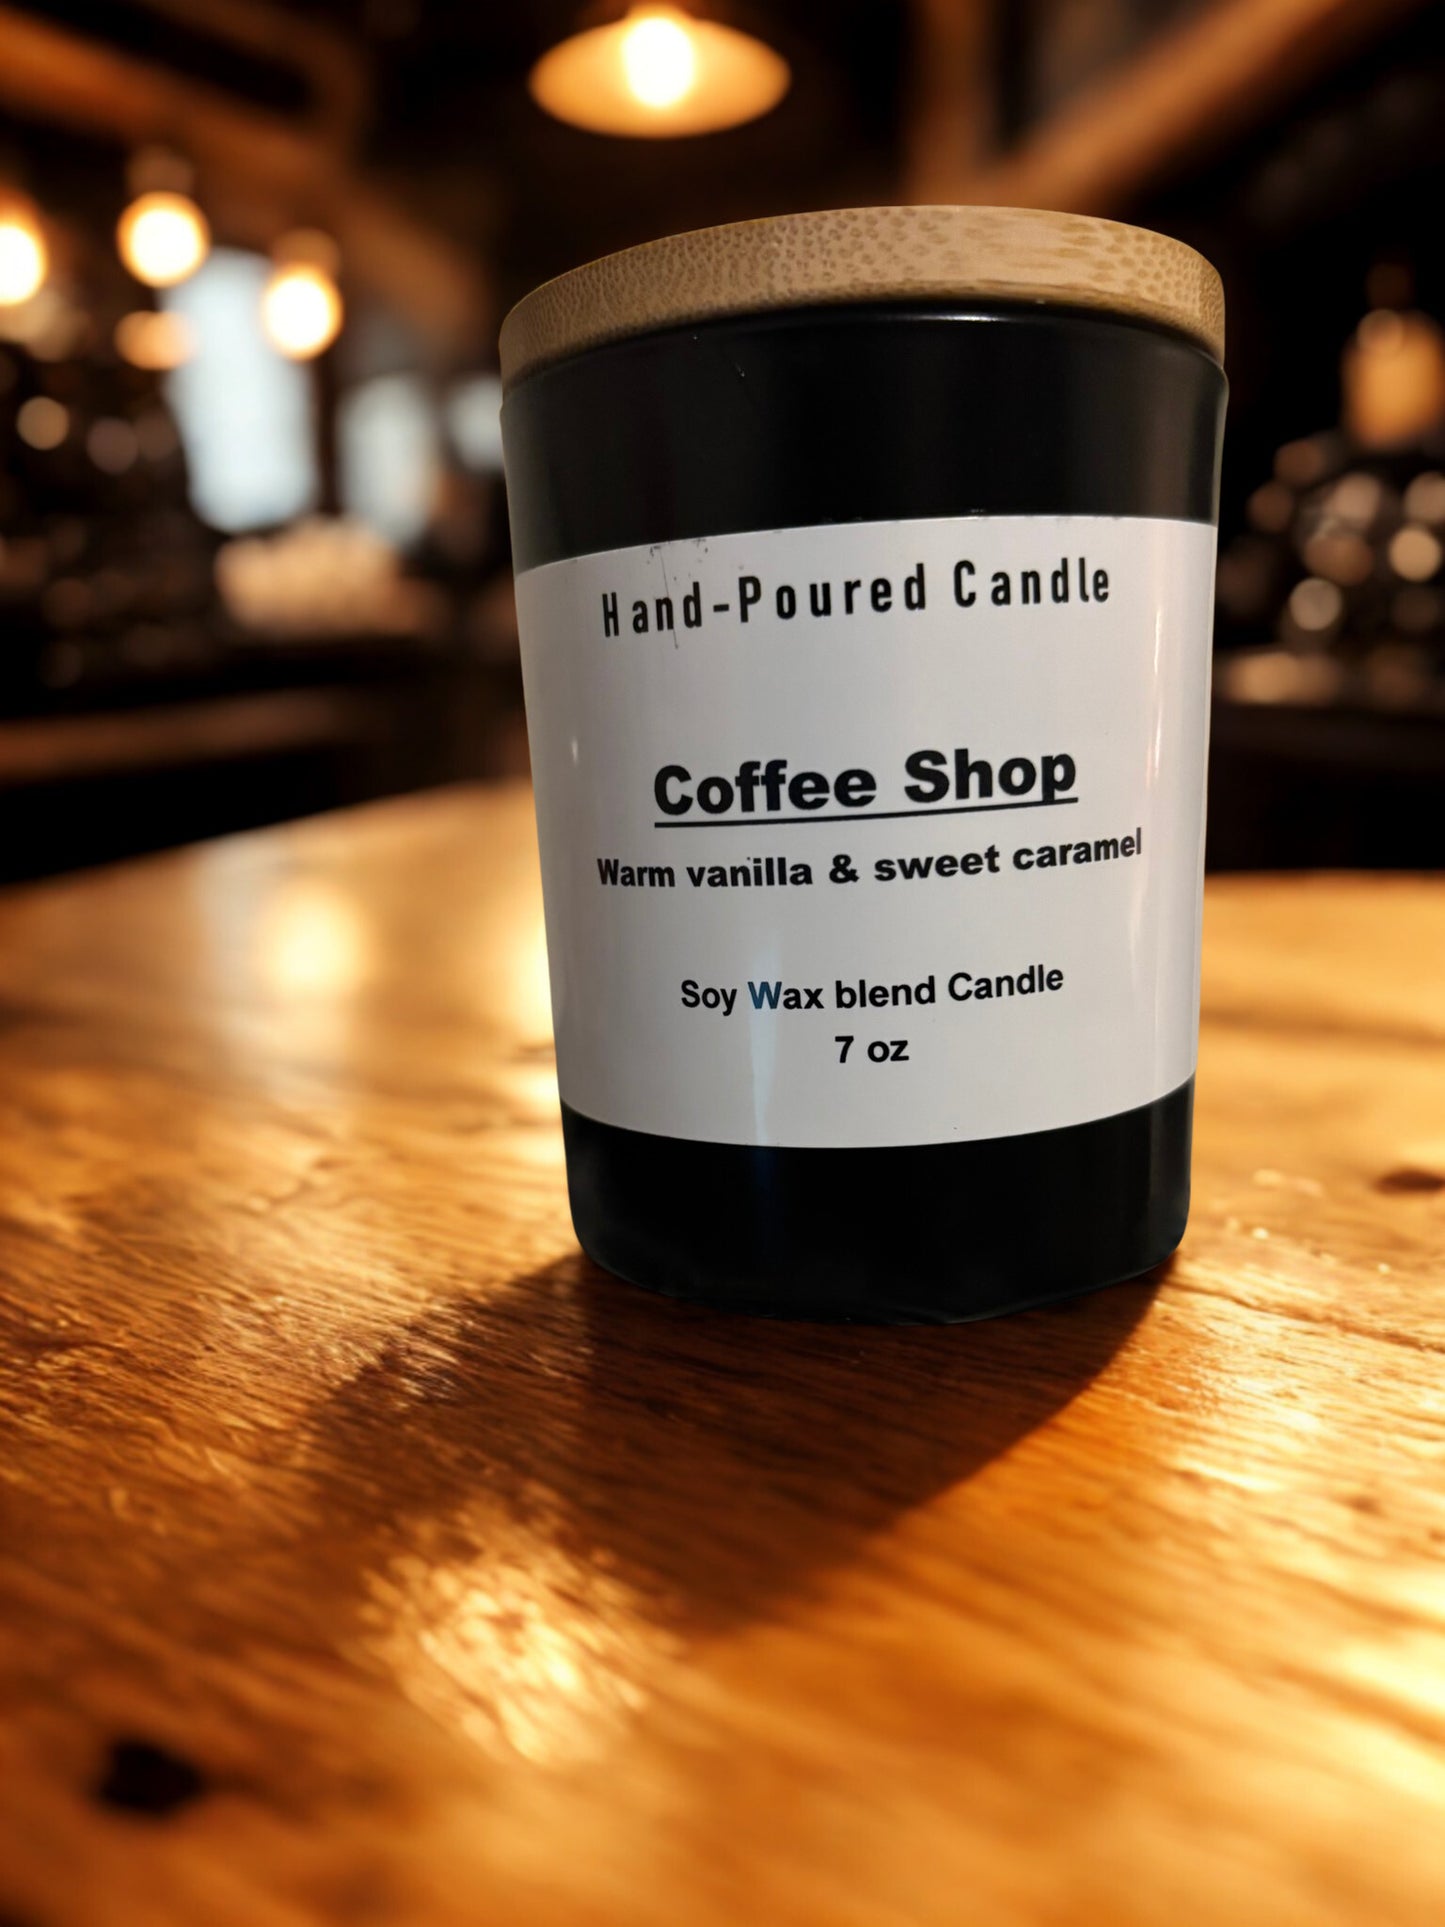 Hand-Poured Candle
Coffee Shop
Warm vanilla & sweet caramel
Soy Wax blend Candle
7 oz